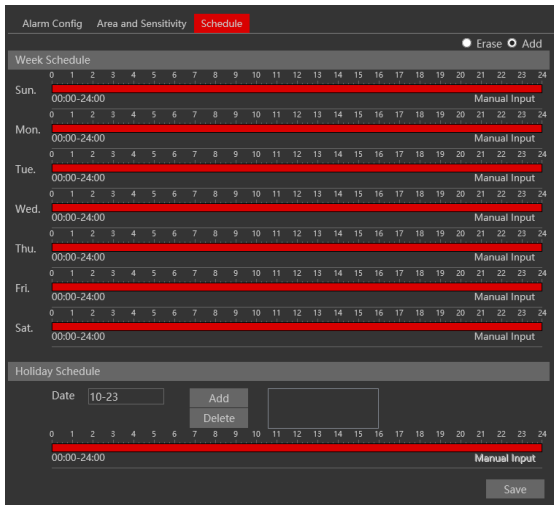 Alarm Config Area and Sensitivity Schedule
Erase Add
Week Schedule
0 1 2 3 4 5 6 7 8 9 10 11 12 13 14 15 16 17 18 19 20 21 22 23 24
Sun.
00:00-24:00 Manual Input
0 1 2 3 4 5 6 7 8 9 10 11 12 13 14 15 16 17 18 19 20 21 22 23 24
Mon.
00:00-24:00 Manual Input
0 1 2 3 4 5 6 7 8 9 10 11 12 13 14 15 16 17 18 19 20 21 22 23 24
Tue.
00:00-24:00 Manual Input
0 1 2 3 4 5 6 7 8 9 10 11 12 13 14 15 16 17 18 19 20 21 22 23 24
Wed.
00:00-24:00 Manual Input
0 1 2 3 4 5 6 7 8 9 10 11 12 13 14 15 16 17 18 19 20 21 22 23 24
Thu.
00:00-24:00 Manual Input
0 1 2 3 4 5 6 7 8 9 10 11 12 13 14 15 16 17 18 19 20 21 22 23 24
Fri.
00:00-24:00 Manual Input
0 1 2 3 4 5 6 7 8 9 10 11 12 13 14 15 16 17 18 19 20 21 22 23 24
Sat.
00:00-24:00 Manual Input
Holiday Schedule
Date 10-23 Add
Delete
0 1 2 3 4 5 6 7 8 9 10 11 12 13 14 15 16 17 18 19 20 21 22 23 24
00:00-24:00 Manual Input
Save